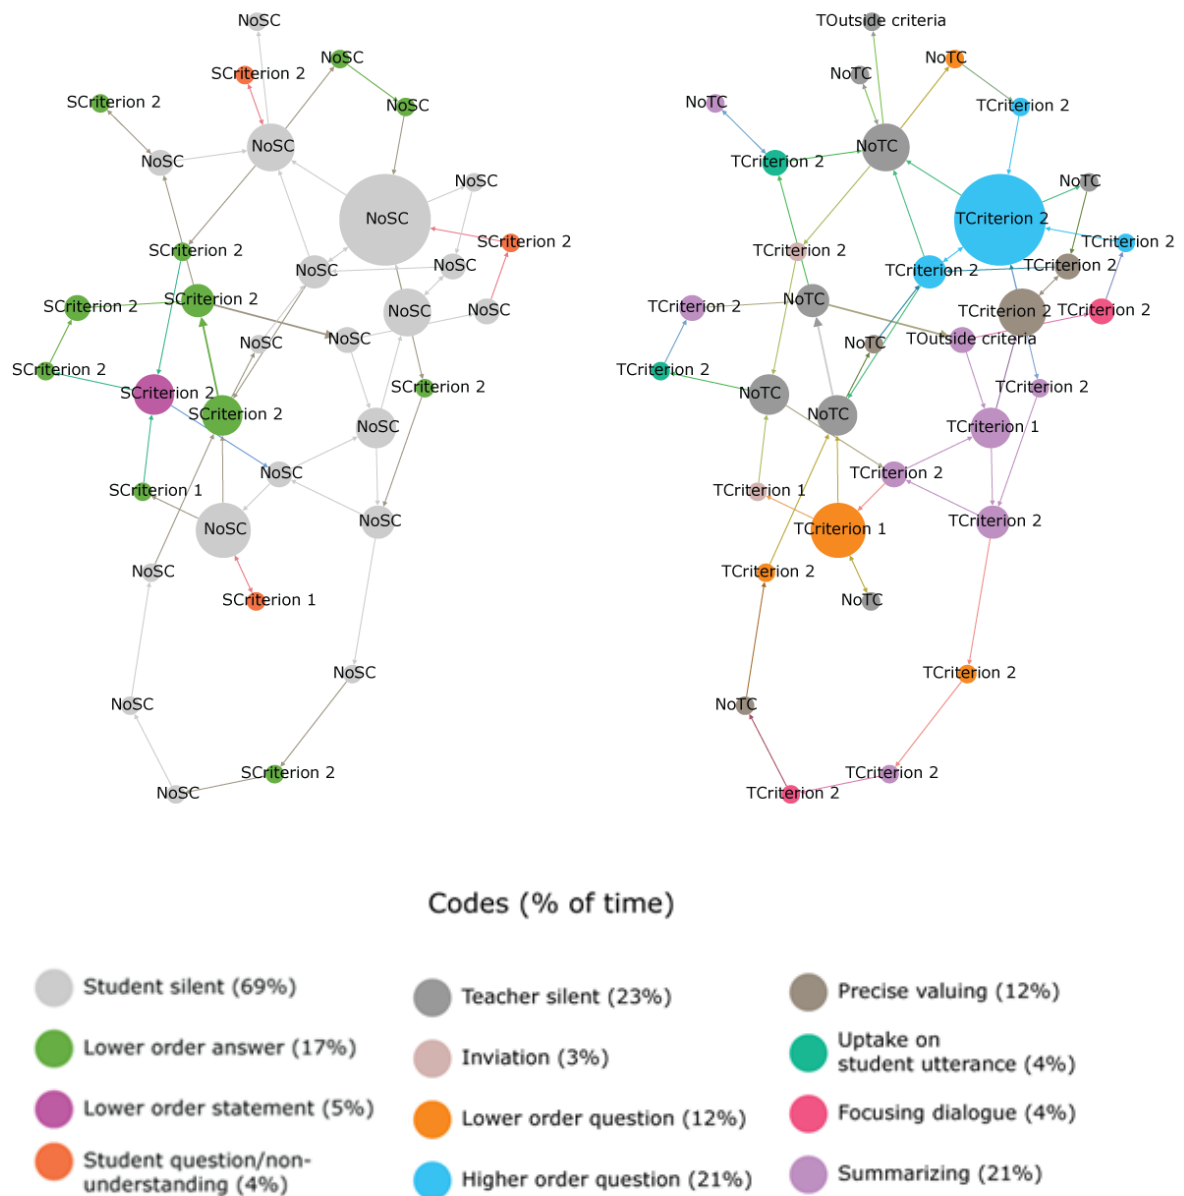 NoSC
TOutside criteria
NoSC
NoTC
SCriterion 2
NoTC
SCriterion 2
NoSC
NoTC
TCriterion 2
NoSC
NoTC
NoSC
TCriterion 2
NoSC
NoTC
NoSC
TCriterion 2
SCriterion 2
TCriterion 2
SCriterion 2
TCriterion 2
NoSC
NoSC
TCriterion 2
TCriterion 2
SCriterion 2
NoTC
SCriterion 2
NoSC
NoSC
TCriterion 2
TCriterion 2
TCriterion 2
NoSC
NoSC
NoTC
TOutside criteria
SCriterion 2
TCriterion 2
SCriterion 2
SCriterion 2
NoTC
TCriterion 2
SCriterion 2
NoTC
NoSC
TCriterion 1
NoSC
TCriterion 2
SCriterion 1
TCriterion 1
NoSC
NoSC
TCriterion 1
TCriterion 2
NoSC
TCriterion 2
SCriterion 1
NoTC
NoSC
TCriterion 2
NoSC
NoTC
SCriterion 2
TCriterion 2
NoSC
TCriterion 2
Codes (% of time)
Student silent (69%)
Lower order answer (17%)
Lower order statement (5%)
Student question/non-
understanding (4%)
Teacher silent (23%)
Inviation (3%)
Lower order question (12%)
Higher order question (21%)
Precise valuing (12%)
Uptake on
student utterance (4%)
Focusing dialogue (4%)
Summarizing (21%)